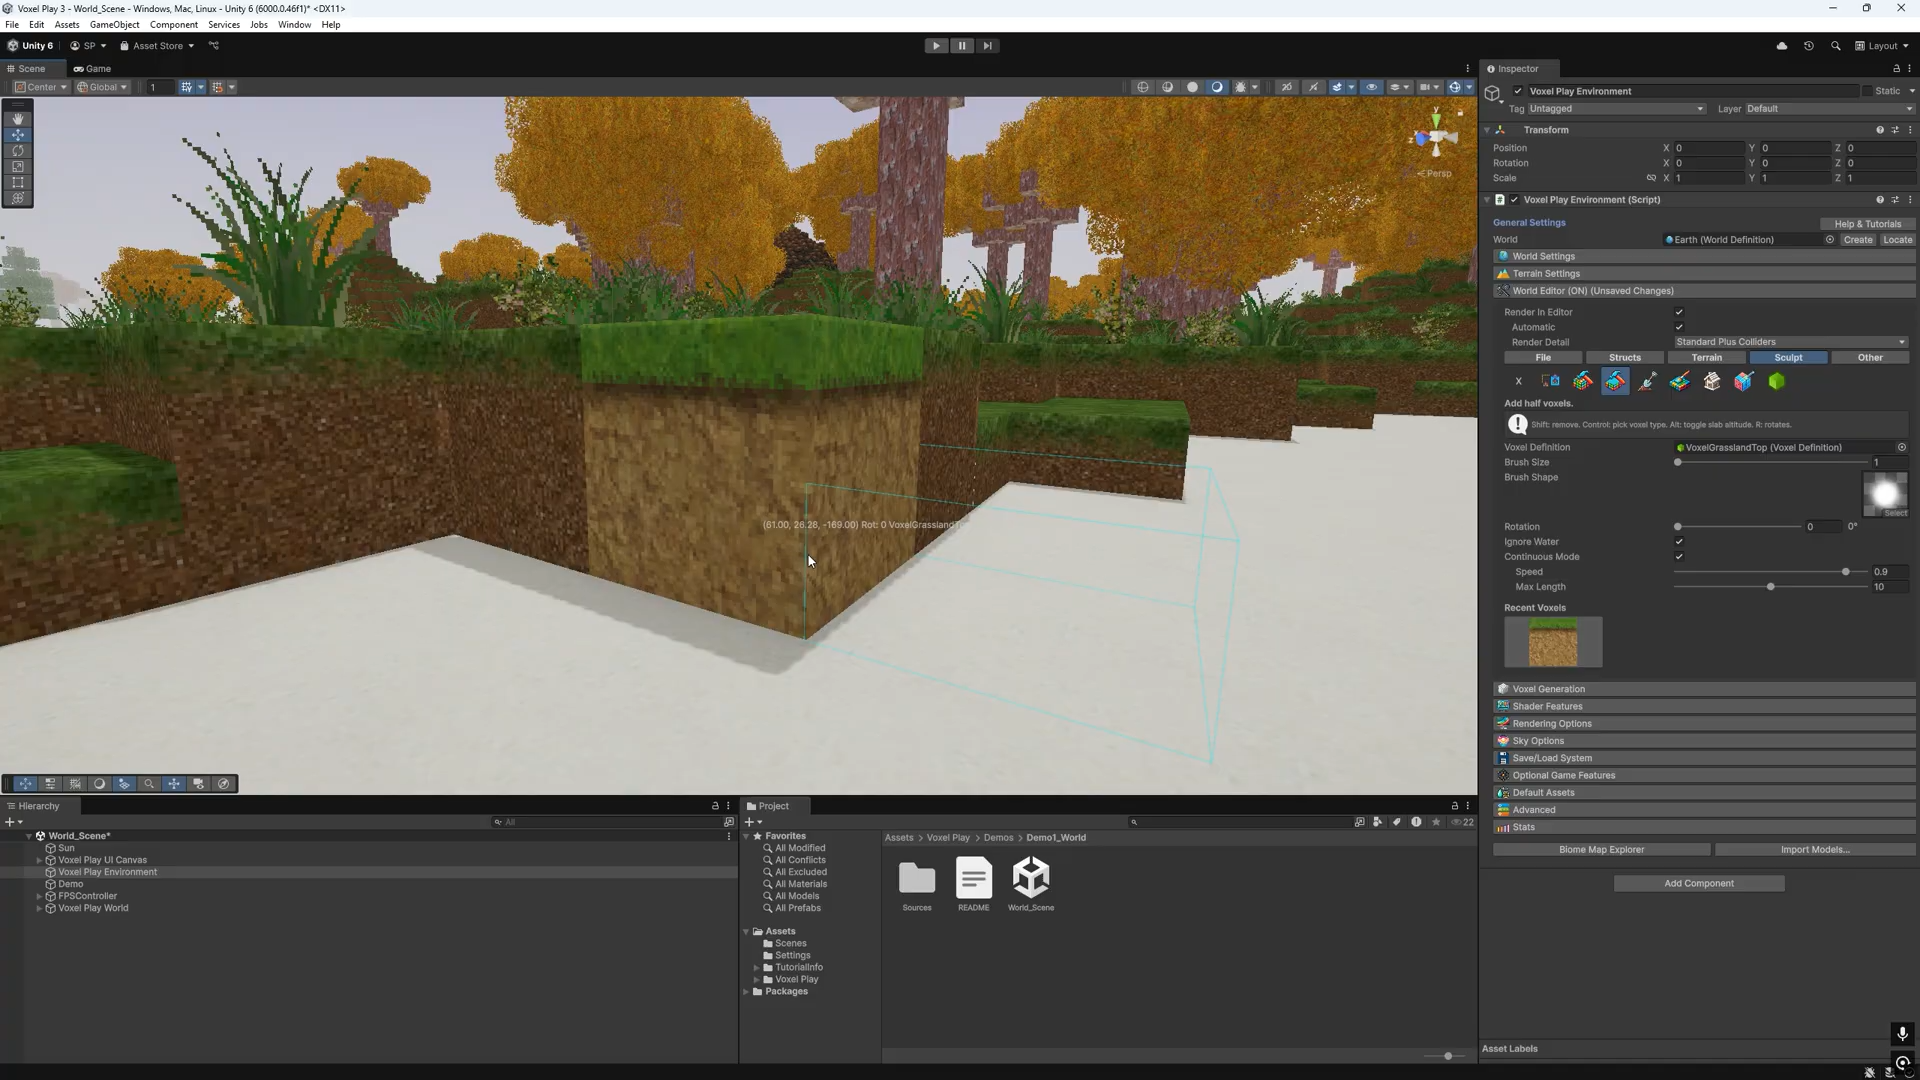 Voxel Play 3 - World_Scene - Windows, Mac, Linux - Unity 6 (6000.0.46f1)* <DX11>
File Edit Assets GameObject Component Services Jobs Window Help
Unity 6 SP Asset Store Layout
Scene Game
Center Global 1
y
Persp
(61.00, 26.28, -169.00) Rot: 0
Inspector
Voxel Play Environment Static
Tag Untagged Layer Default
Transform
Position X 0 Y 0 Z 0
Rotation X 0 Y 0 Z 0
Scale X 1 Y 1 Z 1
Voxel Play Environment (Script)
General Settings Help & Tutorials
World Earth (World Definition) Create Locate
World Settings
Terrain Settings
World Editor (ON) (Unsaved Changes)
Render In Editor
Automatic
Render Detail Standard Plus Colliders
File Structs Terrain Sculpt Other
X
Add half voxels.
Shift: remove. Control: pick voxel type. Alt: toggle slab altitude. R: rotates.
Voxel Definition VoxelGrasslandTop (Voxel Definition)
Brush Size 1
Brush Shape
Select
Rotation 0 0°
Ignore Water
Continuous Mode
Speed 0.9
Max Length 10
Recent Voxels
Voxel Generation
Shader Features
Rendering Options
Sky Options
Save/Load System
Optional Game Features
Default Assets
Advanced
Stats
Biome Map Explorer Import Models...
Add Component
Asset Labels
Hierarchy
All
World_Scene*
Sun
Voxel Play UI Canvas
Voxel Play Environment
Demo
FPSController
Voxel Play World
Project
22
Favorites
All Modified
All Conflicts
All Excluded
All Materials
All Models
All Prefabs
Assets
Scenes
Settings
TutorialInfo
Voxel Play
Packages
Assets > Voxel Play > Demos > Demo1_World
Sources README World_Scene